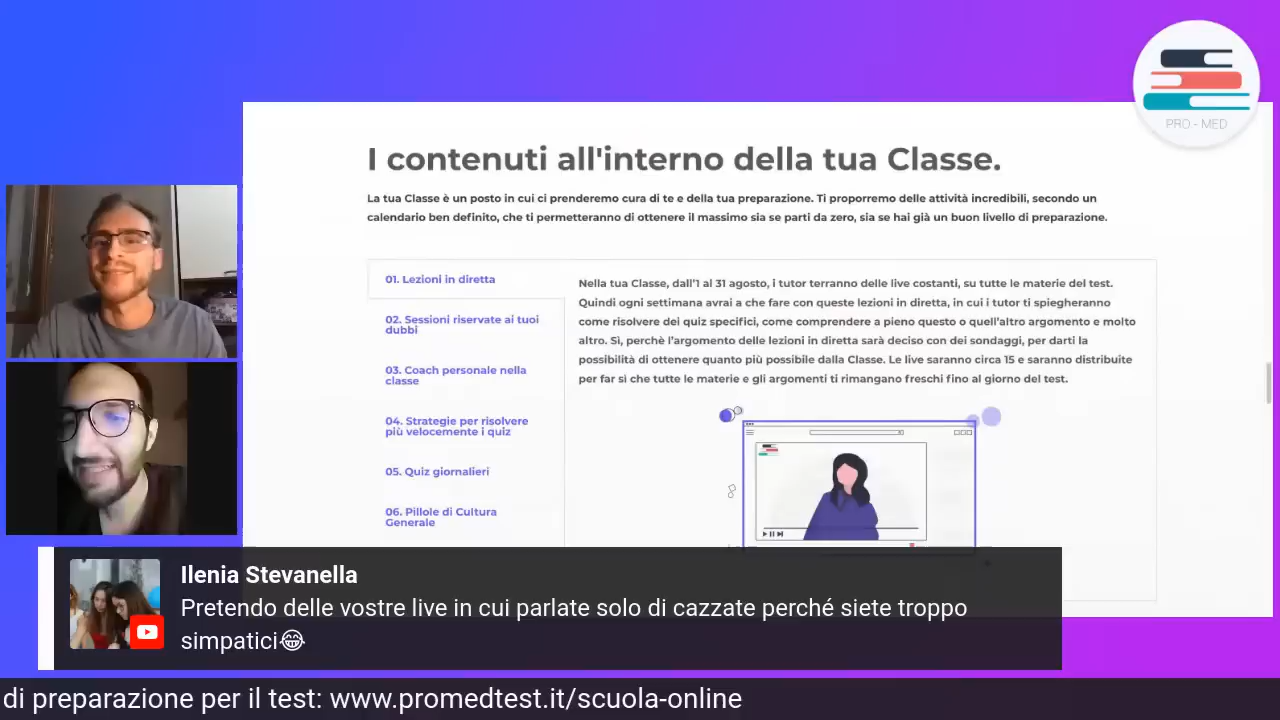 PRO - MED
I contenuti all'interno della tua Classe.
La tua Classe è un posto in cui ci prenderemo cura di te e della tua preparazione. Ti proporremo delle attività incredibili, secondo un
calendario ben definito, che ti permetteranno di ottenere il massimo sia se parti da zero, sia se hai già un buon livello di preparazione.
01. Lezioni in diretta
02. Sessioni riservate ai tuoi
dubbi
03. Coach personale nella
classe
04. Strategie per risolvere
più velocemente i quiz
05. Quiz giornalieri
06. Pillole di Cultura
Generale
Nella tua Classe, dall'1 al 31 agosto, i tutor terranno delle live costanti, su tutte le materie del test.
Quindi ogni settimana avrai a che fare con queste lezioni in diretta, in cui i tutor ti spiegheranno
come risolvere dei quiz specifici, come comprendere a pieno questo o quell'altro argomento e molto
altro. Sì, perchè l'argomento delle lezioni in diretta sarà deciso con dei sondaggi, per darti la
possibilità di ottenere quanto più possibile dalla Classe. Le live saranno circa 15 e saranno distribuite
per far sì che tutte le materie e gli argomenti ti rimangano freschi fino al giorno del test.
Ilenia Stevanella
Pretendo delle vostre live in cui parlate solo di cazzate perché siete troppo
simpatici😂
di preparazione per il test: www.promedtest.it/scuola-online